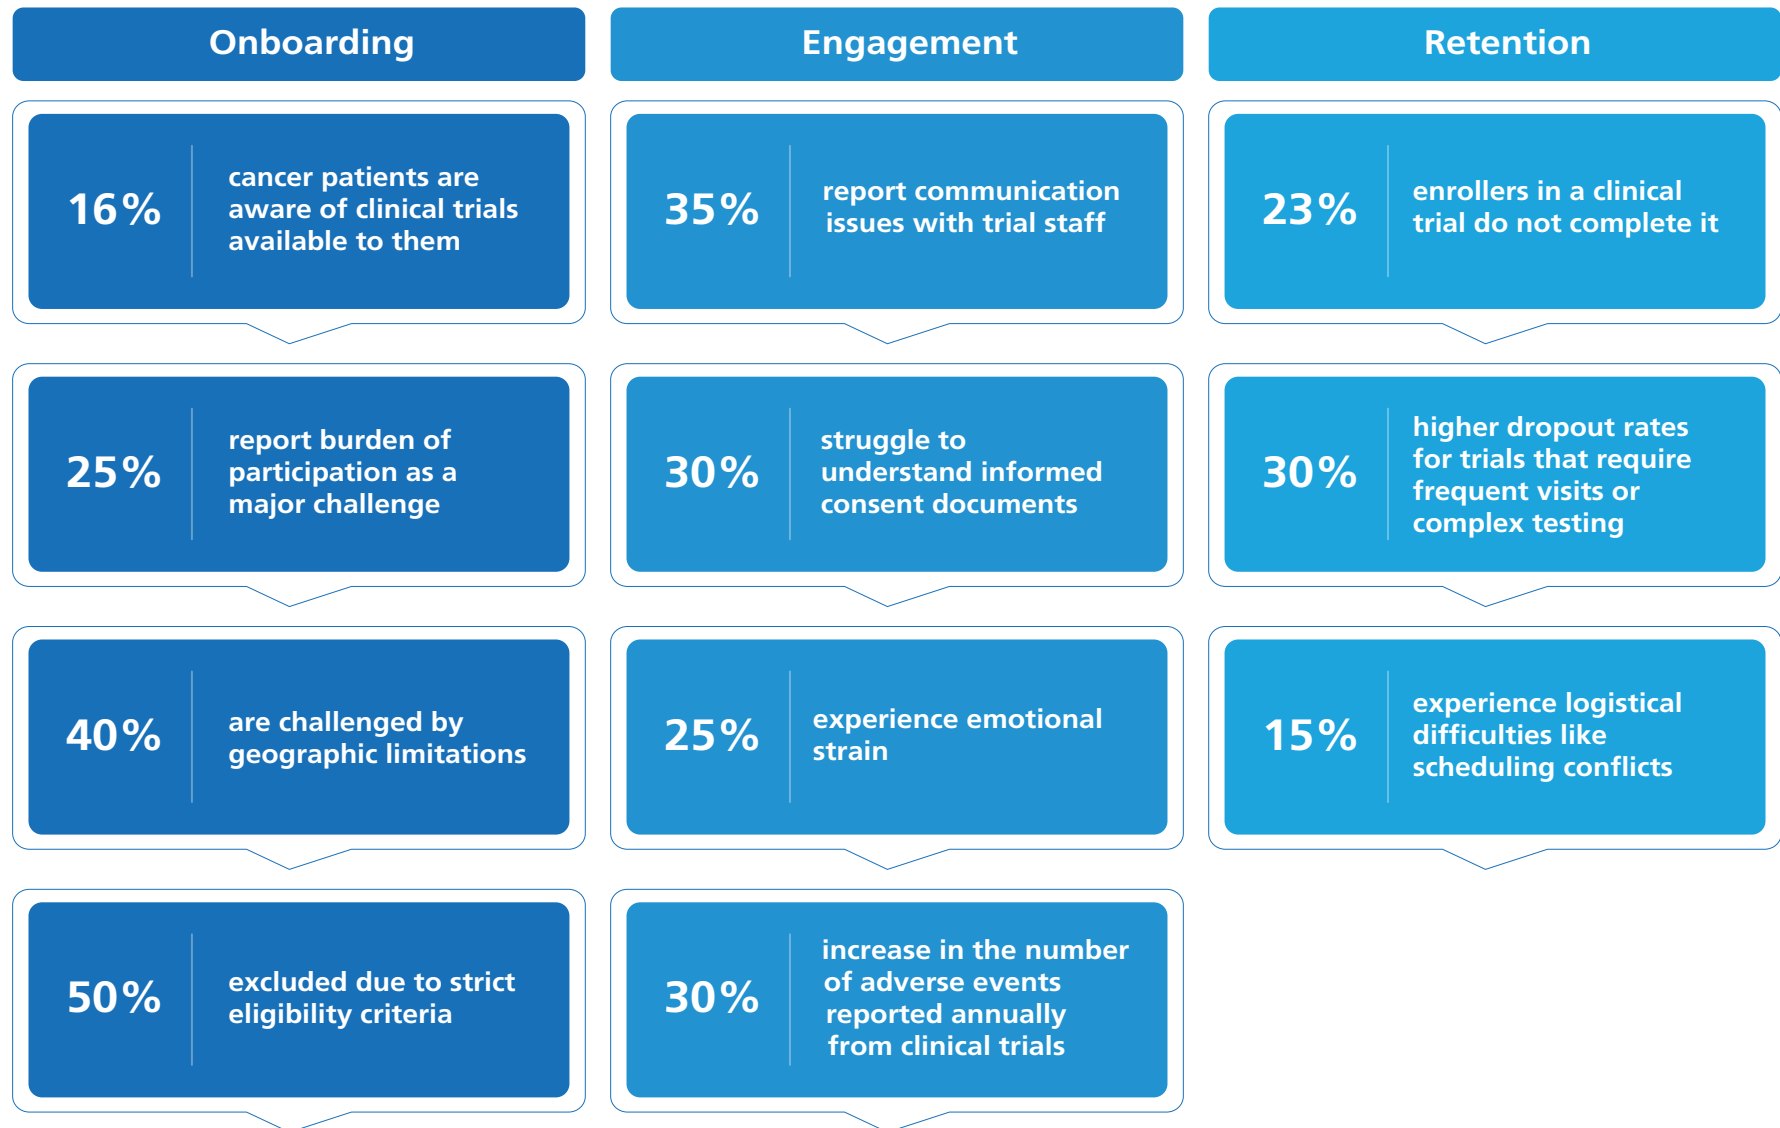 Onboarding
16%
cancer patients are
aware of clinical trials
available to them
25%
report burden of
participation as a
major challenge
40%
are challenged by
geographic limitations
50%
excluded due to strict
eligibility criteria
Engagement
35%
report communication
issues with trial staff
30%
struggle to
understand informed
consent documents
25%
experience emotional
strain
30%
increase in the number
of adverse events
reported annually
from clinical trials
Retention
23%
enrollers in a clinical
trial do not complete it
30%
higher dropout rates
for trials that require
frequent visits or
complex testing
15%
experience logistical
difficulties like
scheduling conflicts